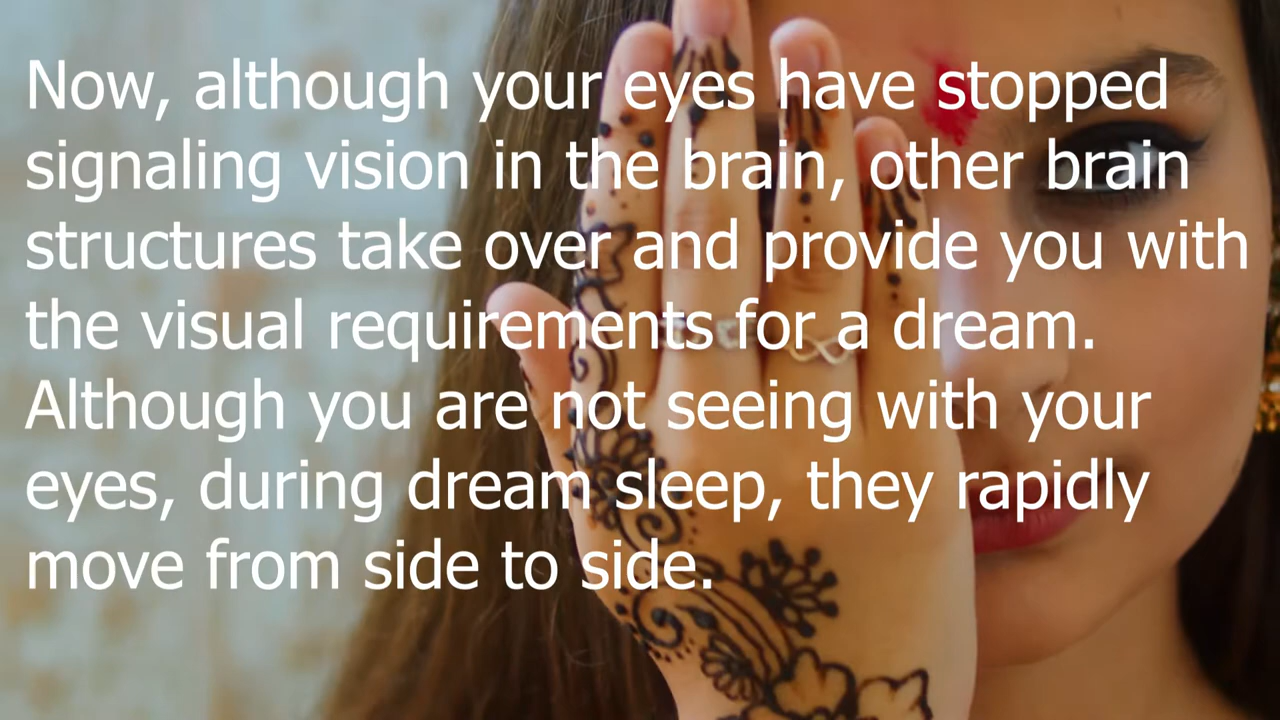 Now, although your eyes have stopped
signaling vision in the brain, other brain
structures take over and provide you with
the visual requirements for a dream.
Although you are not seeing with your
eyes, during dream sleep, they rapidly
move from side to side.